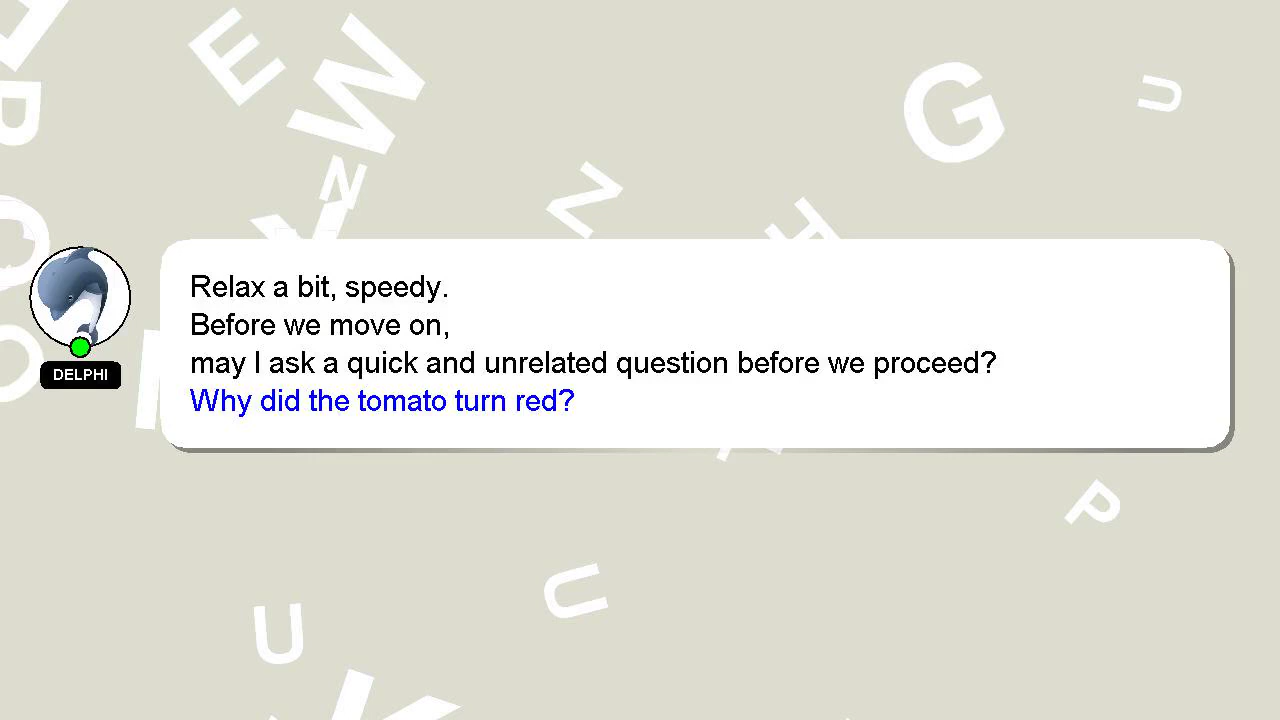 Relax a bit, speedy.
Before we move on,
may I ask a quick and unrelated question before we proceed?
Why did the tomato turn red?
DELPHI
E
W
N
Z
G
U
H
P
U
U
K